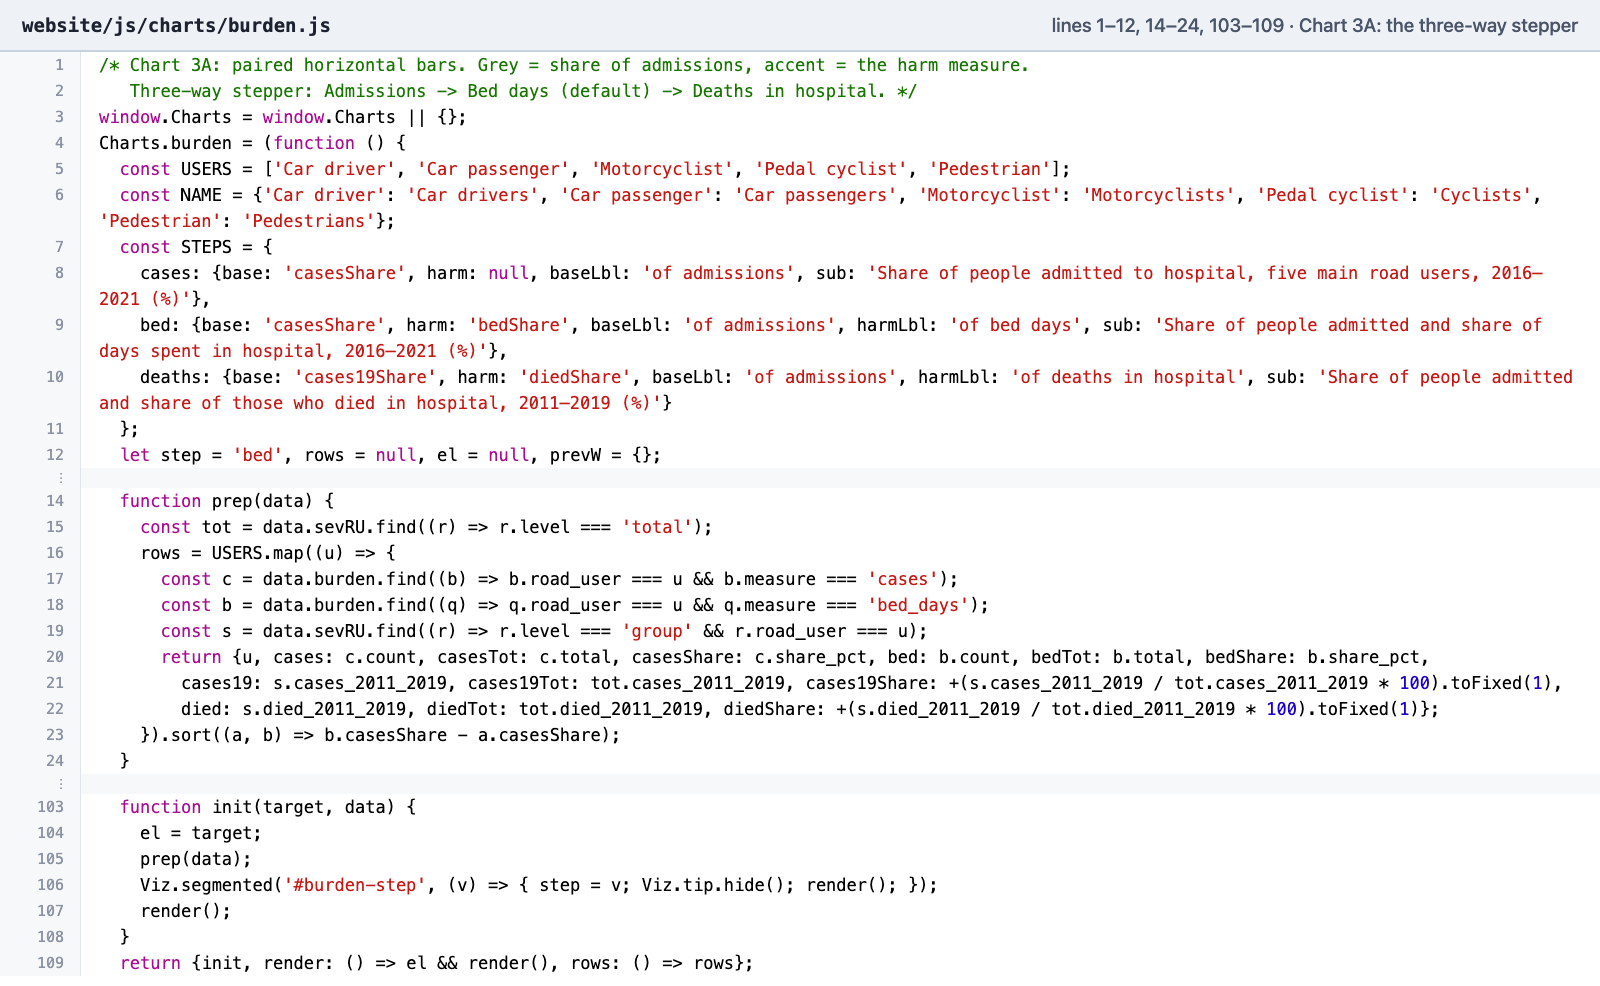 website/js/charts/burden.js
lines 1–12, 14–24, 103–109 · Chart 3A: the three-way stepper
1 /* Chart 3A: paired horizontal bars. Grey = share of admissions, accent = the harm measure.
2 Three-way stepper: Admissions -> Bed days (default) -> Deaths in hospital. */
3 window.Charts = window.Charts || {};
4 Charts.burden = (function () {
5 const USERS = ['Car driver', 'Car passenger', 'Motorcyclist', 'Pedal cyclist', 'Pedestrian'];
6 const NAME = {'Car driver': 'Car drivers', 'Car passenger': 'Car passengers', 'Motorcyclist': 'Motorcyclists', 'Pedal cyclist': 'Cyclists',
'Pedestrian': 'Pedestrians'};
7 const STEPS = {
8 cases: {base: 'casesShare', harm: null, baseLbl: 'of admissions', sub: 'Share of people admitted to hospital, five main road users, 2016–
2021 (%)'},
9 bed: {base: 'casesShare', harm: 'bedShare', baseLbl: 'of admissions', harmLbl: 'of bed days', sub: 'Share of people admitted and share of
days spent in hospital, 2016–2021 (%)'},
10 deaths: {base: 'cases19Share', harm: 'diedShare', baseLbl: 'of admissions', harmLbl: 'of deaths in hospital', sub: 'Share of people admitted
and share of those who died in hospital, 2011–2019 (%)'}
11 };
12 let step = 'bed', rows = null, el = null, prevW = {};
⋮
14 function prep(data) {
15 const tot = data.sevRU.find((r) => r.level === 'total');
16 rows = USERS.map((u) => {
17 const c = data.burden.find((b) => b.road_user === u && b.measure === 'cases');
18 const b = data.burden.find((q) => q.road_user === u && q.measure === 'bed_days');
19 const s = data.sevRU.find((r) => r.level === 'group' && r.road_user === u);
20 return {u, cases: c.count, casesTot: c.total, casesShare: c.share_pct, bed: b.count, bedTot: b.total, bedShare: b.share_pct,
21 cases19: s.cases_2011_2019, cases19Tot: tot.cases_2011_2019, cases19Share: +(s.cases_2011_2019 / tot.cases_2011_2019 * 100).toFixed(1),
22 died: s.died_2011_2019, diedTot: tot.died_2011_2019, diedShare: +(s.died_2011_2019 / tot.died_2011_2019 * 100).toFixed(1)};
23 }).sort((a, b) => b.casesShare - a.casesShare);
24 }
⋮
103 function init(target, data) {
104 el = target;
105 prep(data);
106 Viz.segmented('#burden-step', (v) => { step = v; Viz.tip.hide(); render(); });
107 render();
108 }
109 return {init, render: () => el && render(), rows: () => rows};